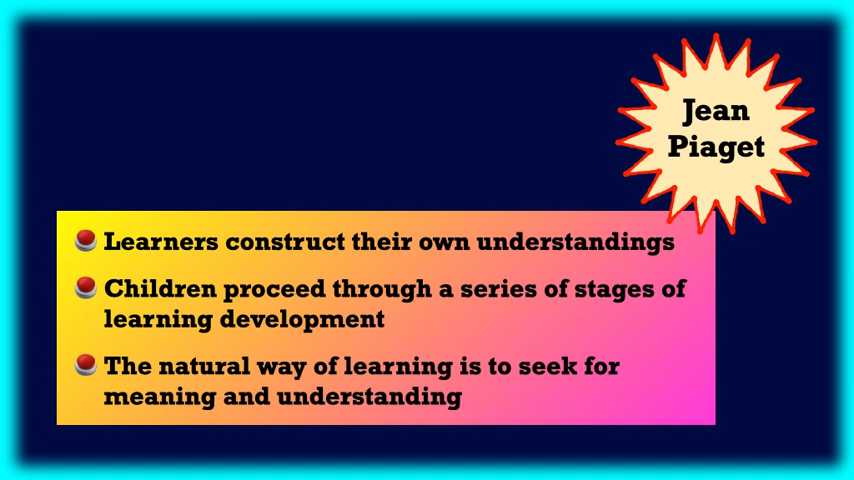 Jean
Piaget
Learners construct their own understandings
Children proceed through a series of stages of
learning development
The natural way of learning is to seek for
meaning and understanding